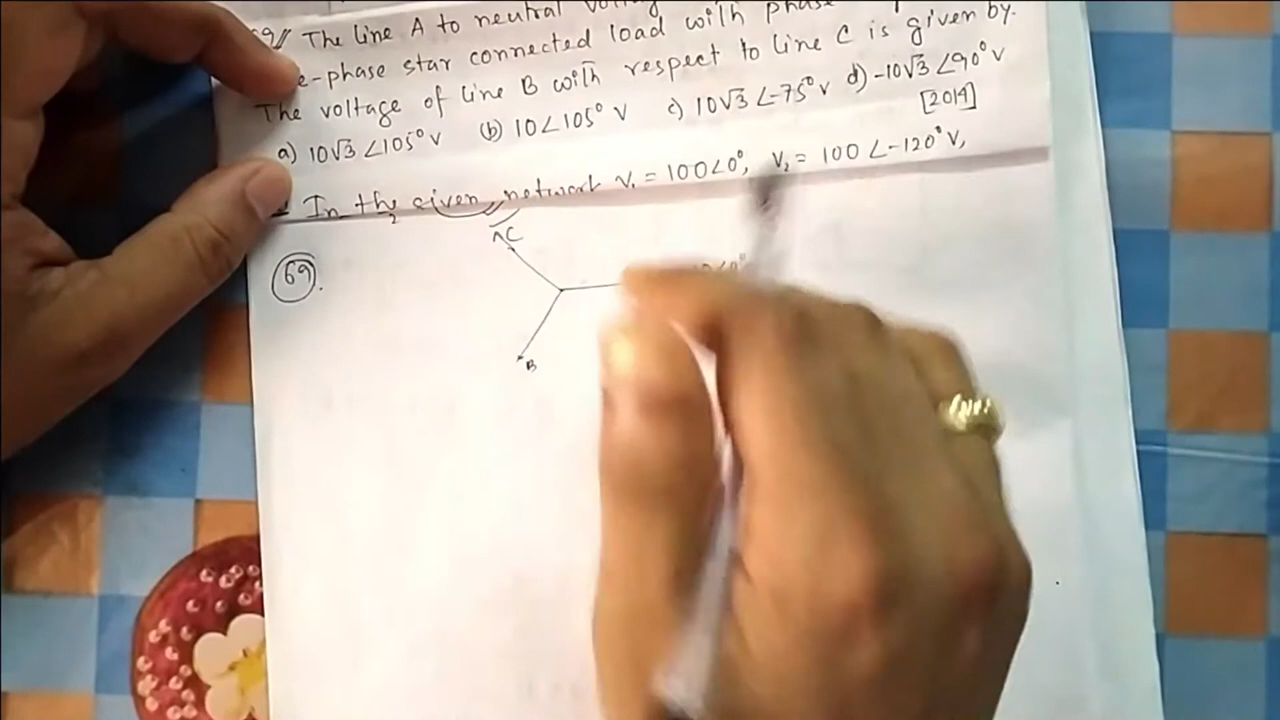 69// The line A to neutral
e-phase star connected load with phase
The voltage of line B with respect to line C is given by.
a) 10√3∠105° V (b) 10∠105° V c) 10√3∠-75° V d) -10√3∠90° V
[2014]
In the given network V₁ = 100∠0°, V₂ = 100∠-120° V,
69.
C
10∠0°
B